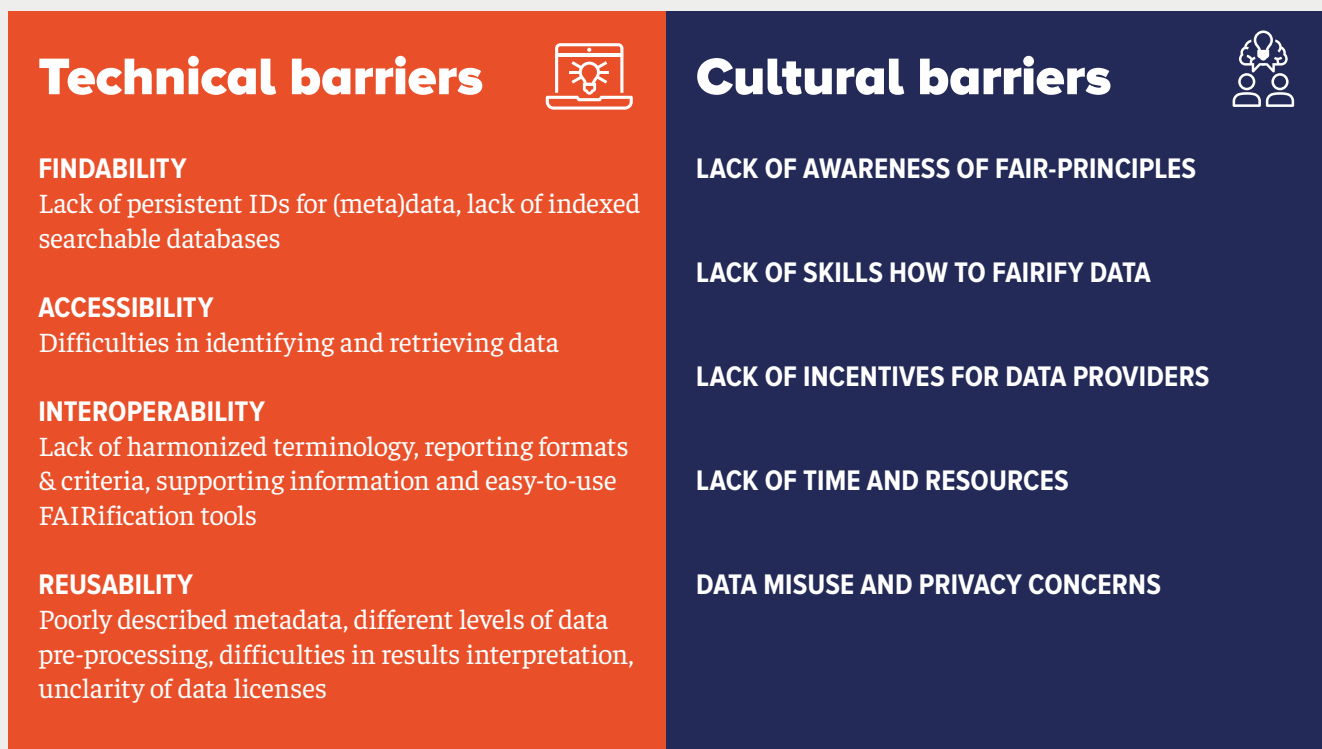 Technical barriers
FINDABILITY
Lack of persistent IDs for (meta)data, lack of indexed
searchable databases
ACCESSIBILITY
Difficulties in identifying and retrieving data
INTEROPERABILITY
Lack of harmonized terminology, reporting formats
& criteria, supporting information and easy-to-use
FAIRification tools
REUSABILITY
Poorly described metadata, different levels of data
pre-processing, difficulties in results interpretation,
unclarity of data licenses
Cultural barriers
LACK OF AWARENESS OF FAIR-PRINCIPLES
LACK OF SKILLS HOW TO FAIRIFY DATA
LACK OF INCENTIVES FOR DATA PROVIDERS
LACK OF TIME AND RESOURCES
DATA MISUSE AND PRIVACY CONCERNS